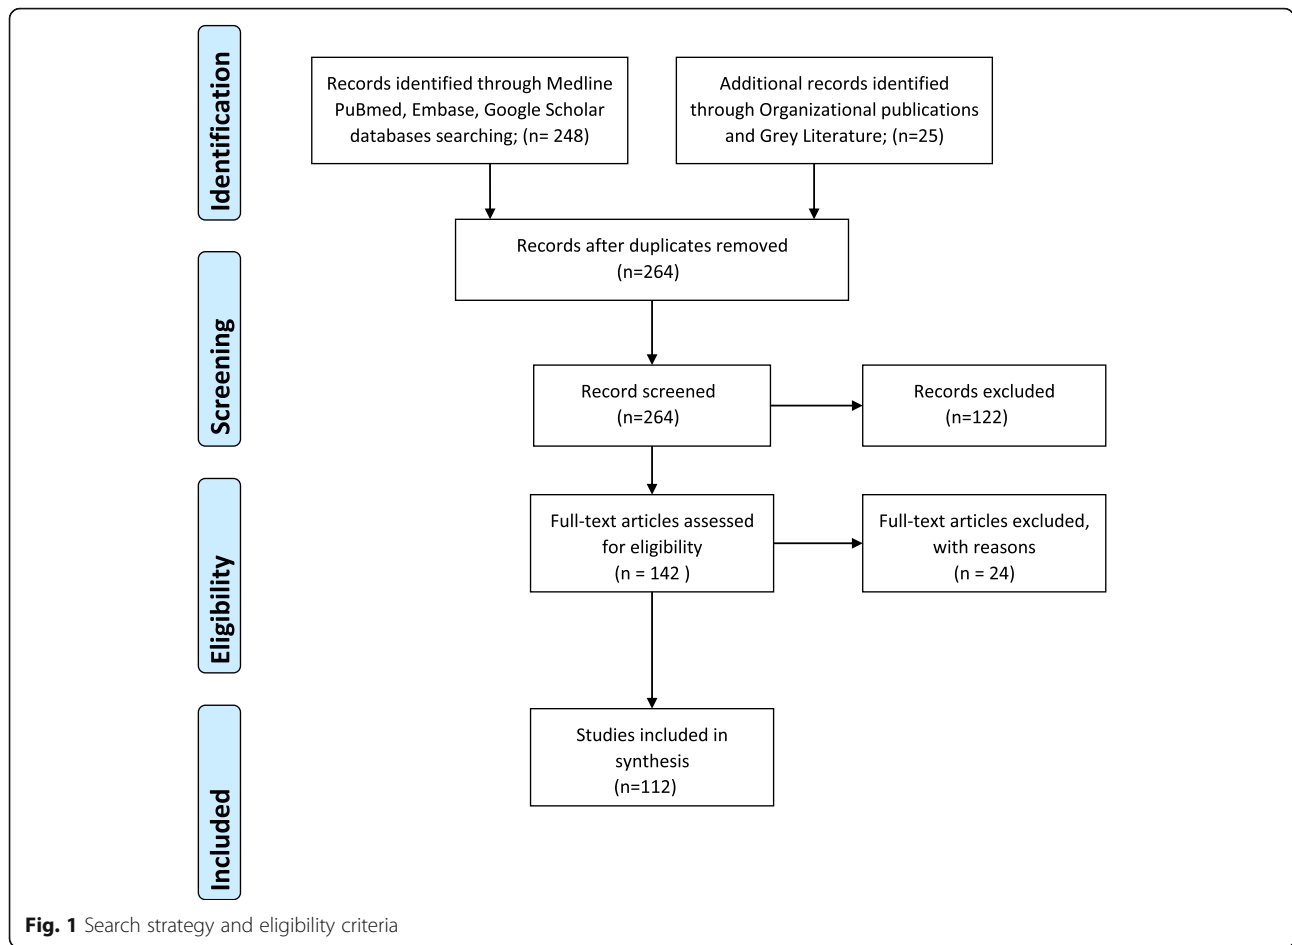 Identification
Records identified through Medline
PuBmed, Embase, Google Scholar
databases searching; (n= 248)
Additional records identified
through Organizational publications
and Grey Literature; (n=25)
Records after duplicates removed
(n=264)
Screening
Record screened
(n=264)
Records excluded
(n=122)
Eligibility
Full-text articles assessed
for eligibility
(n = 142 )
Full-text articles excluded,
with reasons
(n = 24)
Included
Studies included in
synthesis
(n=112)
Fig. 1 Search strategy and eligibility criteria